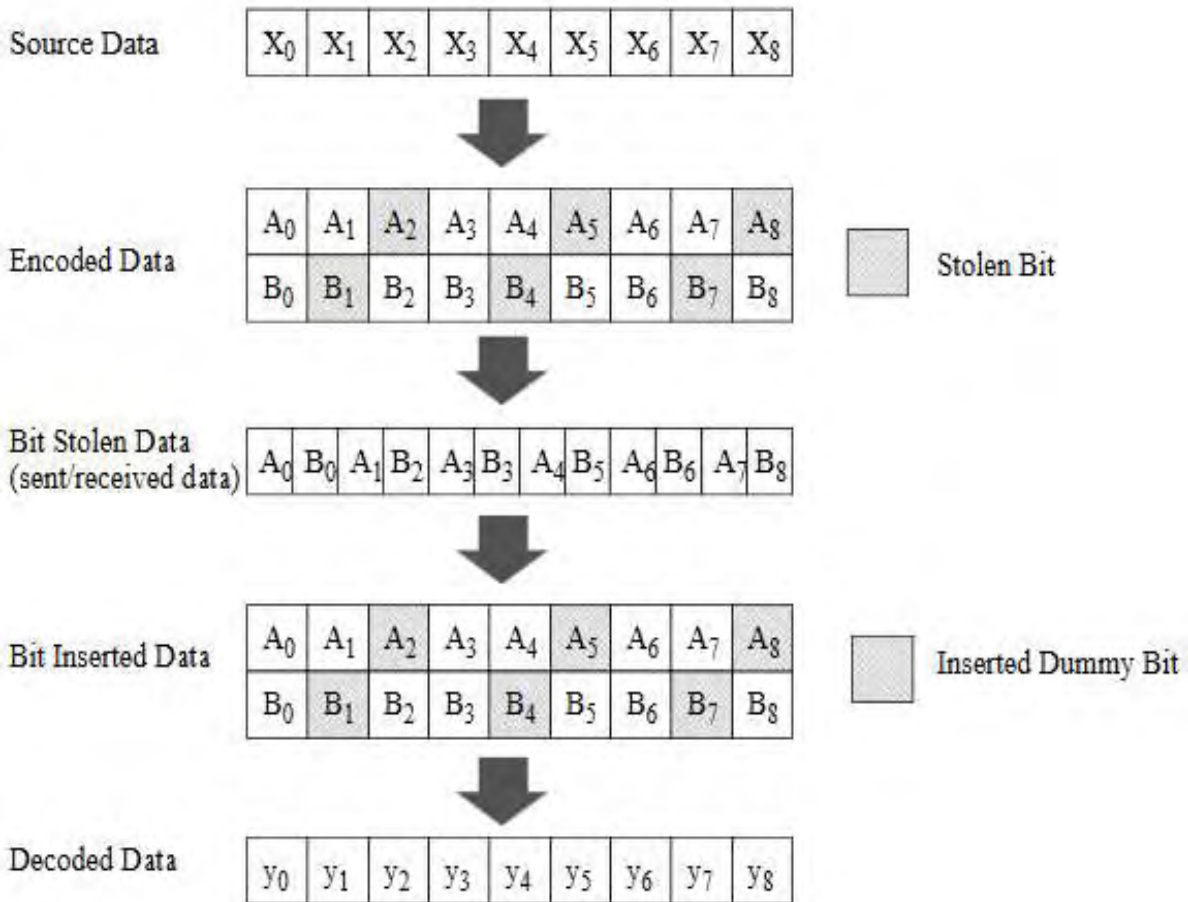 Source Data X₀ X₁ X₂ X₃ X₄ X₅ X₆ X₇ X₈
A₀ A₁ A₂ A₃ A₄ A₅ A₆ A₇ A₈
Encoded Data
B₀ B₁ B₂ B₃ B₄ B₅ B₆ B₇ B₈
Stolen Bit
Bit Stolen Data
(sent/received data)
A₀ B₀ A₁ B₂ A₃ B₃ A₄ B₅ A₆ B₆ A₇ B₈
A₀ A₁ A₂ A₃ A₄ A₅ A₆ A₇ A₈
Bit Inserted Data
B₀ B₁ B₂ B₃ B₄ B₅ B₆ B₇ B₈
Inserted Dummy Bit
Decoded Data y₀ y₁ y₂ y₃ y₄ y₅ y₆ y₇ y₈